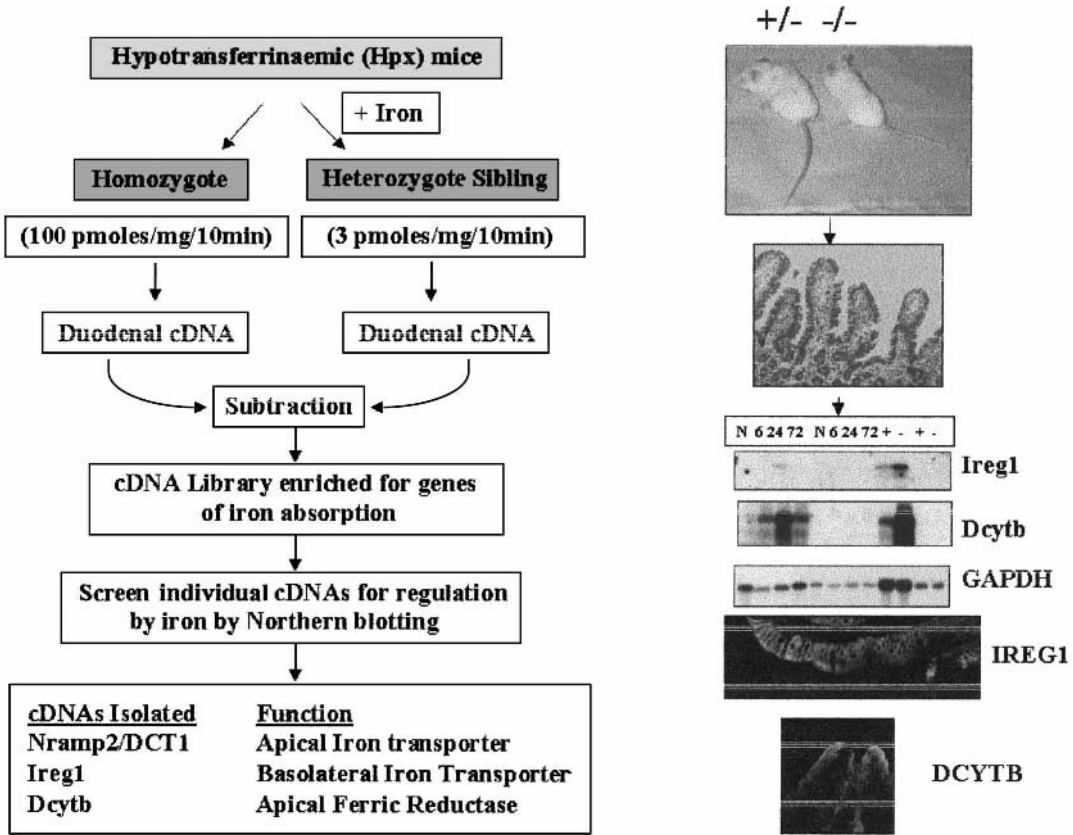 Hypotransferrinaemic (Hpx) mice
+ Iron
Homozygote
Heterozygote Sibling
(100 pmoles/mg/10min)
(3 pmoles/mg/10min)
Duodenal cDNA
Duodenal cDNA
Subtraction
cDNA Library enriched for genes
of iron absorption
Screen individual cDNAs for regulation
by iron by Northern blotting
cDNAs Isolated Function
Nramp2/DCT1 Apical Iron transporter
Ireg1 Basolateral Iron Transporter
Dcytb Apical Ferric Reductase
+/- -/-
N 6 24 72 N 6 24 72 + - + -
Ireg1
Dcytb
GAPDH
IREG1
DCYTB